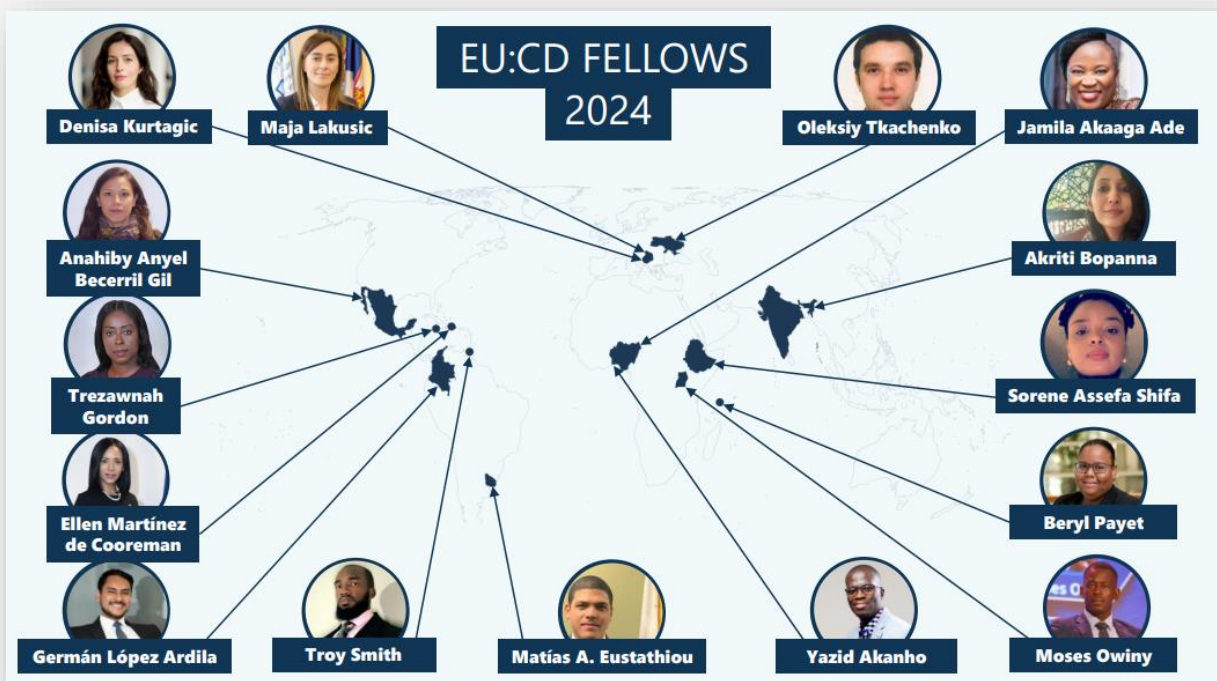 EU:CD FELLOWS
2024
Denisa Kurtagic
Maja Lakusic
Oleksiy Tkachenko
Jamila Akaaga Ade
Anahiby Anyel
Becerril Gil
Akriti Bopanna
Trezawnah
Gordon
Sorene Assefa Shifa
Ellen Martínez
de Cooreman
Beryl Payet
Germán López Ardila
Troy Smith
Matías A. Eustathiou
Yazid Akanho
Moses Owiny